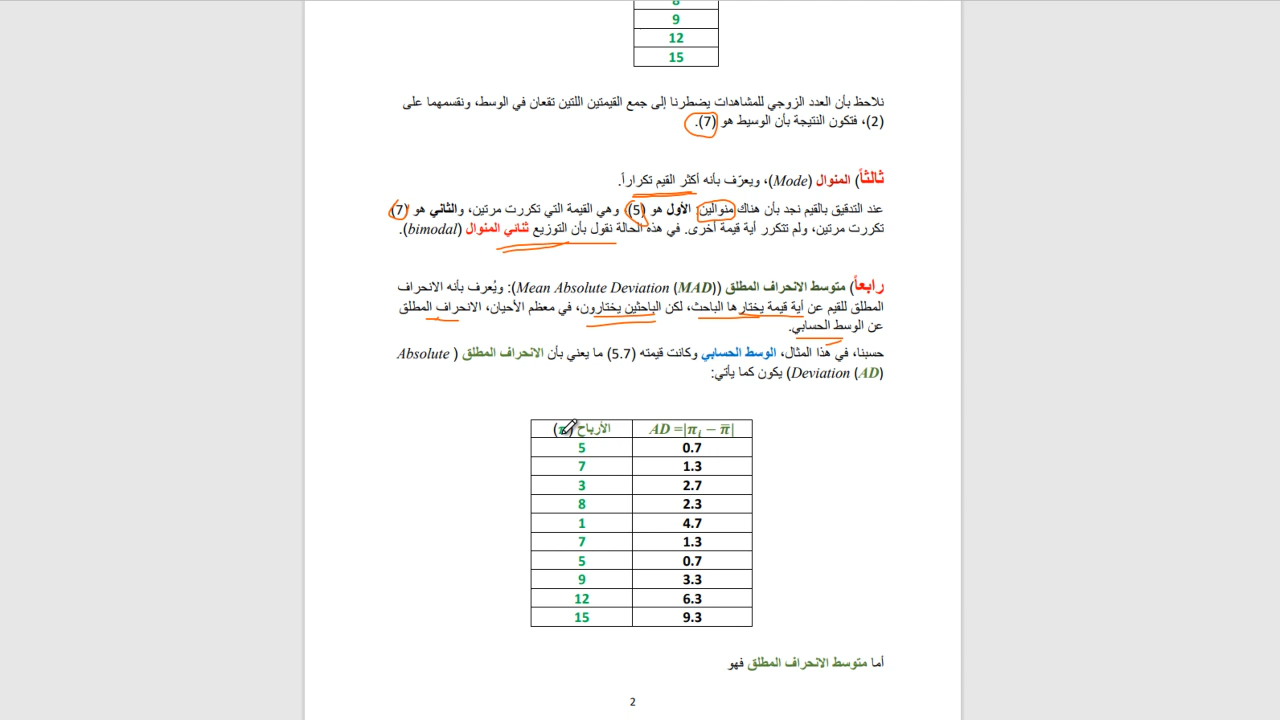 8
9
12
15
نلاحظ بأن العدد الزوجي للمشاهدات يضطرنا إلى جمع القيمتين اللتين تقعان في الوسط، ونقسمهما على
(2)، فتكون النتيجة بأن الوسيط هو (7).
ثالثاً) المنوال (Mode)، ويعرّف بأنه أكثر القيم تكراراً.
عند التدقيق بالقيم نجد بأن هناك منوالين: الأول هو (5) وهي القيمة التي تكررت مرتين، والثاني هو (7)
تكررت مرتين، ولم تتكرر أية قيمة أخرى. في هذه الحالة نقول بأن التوزيع ثنائي المنوال (bimodal).
رابعاً) متوسط الانحراف المطلق (Mean Absolute Deviation (MAD)): ويُعرف بأنه الانحراف
المطلق للقيم عن أية قيمة يختارها الباحث، لكن الباحثين يختارون، في معظم الأحيان، الانحراف المطلق
عن الوسط الحسابي.
حسبنا، في هذا المثال، الوسط الحسابي وكانت قيمته (5.7) ما يعني بأن الانحراف المطلق (Absolute
Deviation (AD) يكون كما يأتي:
الأرباح AD =|π_i − π̅|
5 0.7
7 1.3
3 2.7
8 2.3
1 4.7
7 1.3
5 0.7
9 3.3
12 6.3
15 9.3
أما متوسط الانحراف المطلق فهو
2